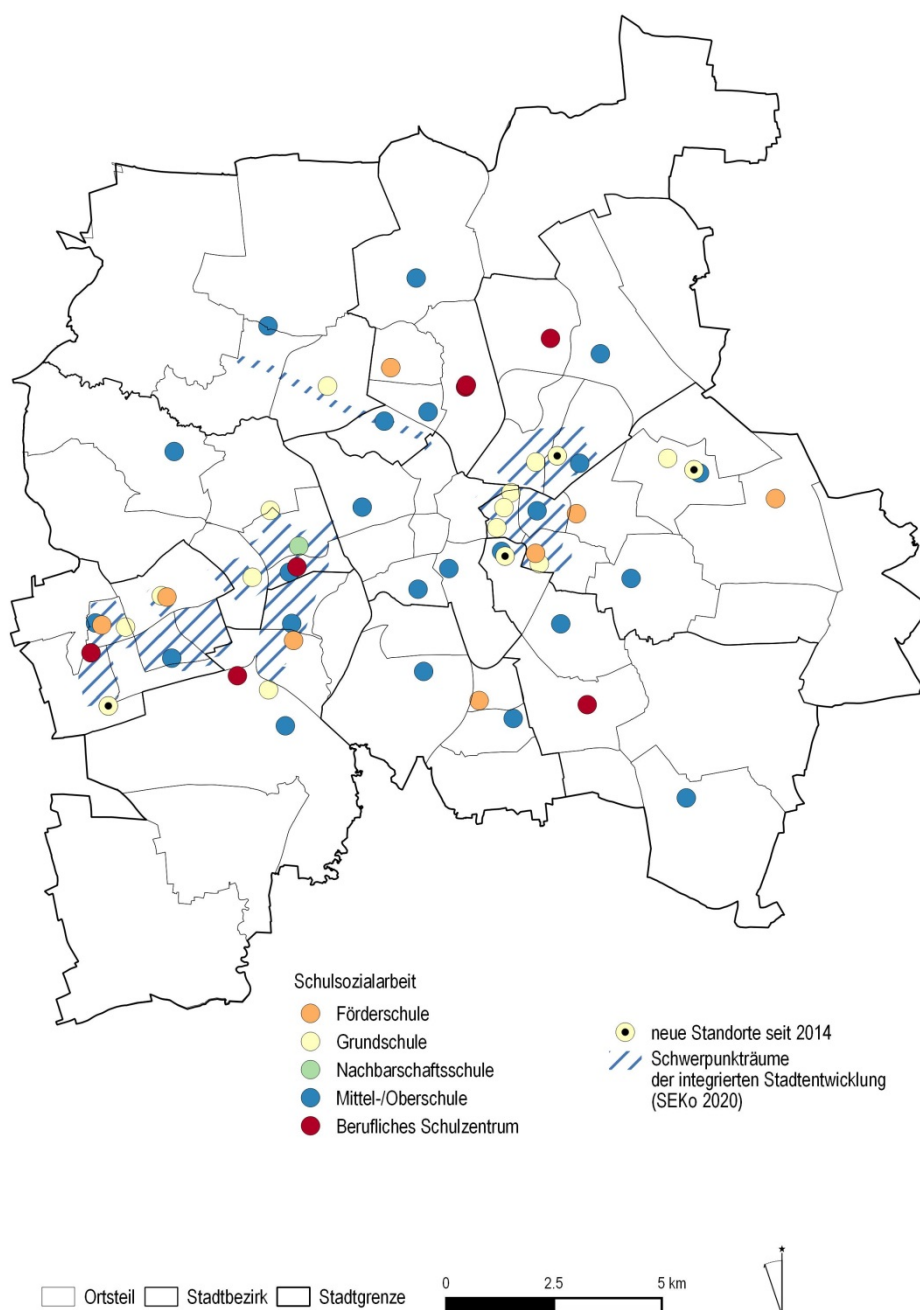 Schulsozialarbeit
Förderschule
Grundschule
Nachbarschaftsschule
Mittel-/Oberschule
Berufliches Schulzentrum
neue Standorte seit 2014
Schwerpunkträume
der integrierten Stadtentwicklung
(SEKo 2020)
Ortsteil Stadtbezirk Stadtgrenze
0 2.5 5 km